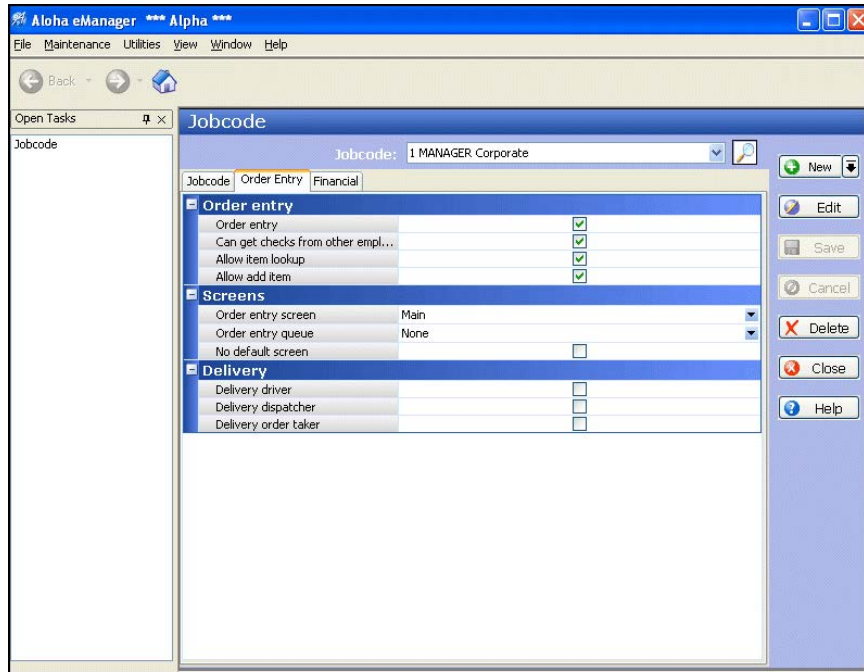 Aloha eManager *** Alpha ***
File Maintenance Utilities View Window Help
Back
Open Tasks
Jobcode
Jobcode
Jobcode: 1 MANAGER Corporate
Jobcode Order Entry Financial
Order entry
Order entry
Can get checks from other empl...
Allow item lookup
Allow add item
Screens
Order entry screen Main
Order entry queue None
No default screen
Delivery
Delivery driver
Delivery dispatcher
Delivery order taker
New
Edit
Save
Cancel
Delete
Close
Help